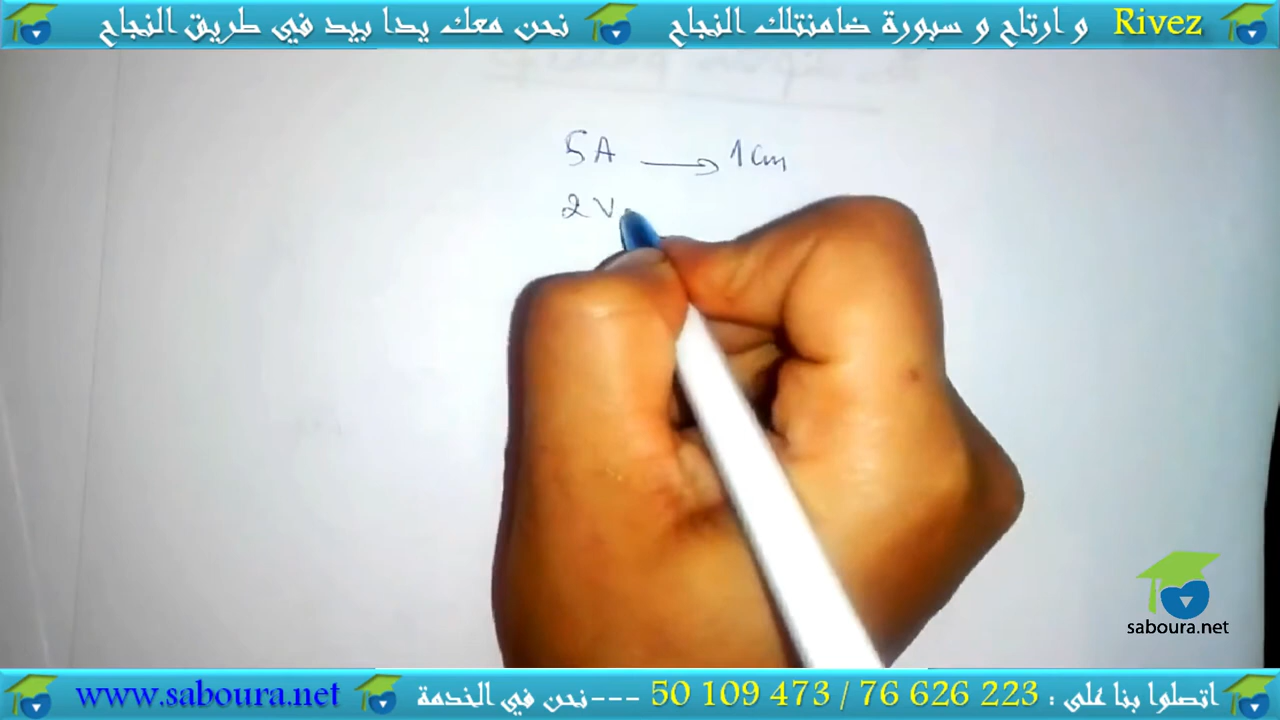 Rivez و ارتاح و سبورة ضامنتلك النجاح نحن معك يدا بيد في طريق النجاح
5A → 1cm
2V
saboura.net
اتصلوا بنا على : 50 109 473 / 76 626 223 ---نحن في الخدمة www.saboura.net